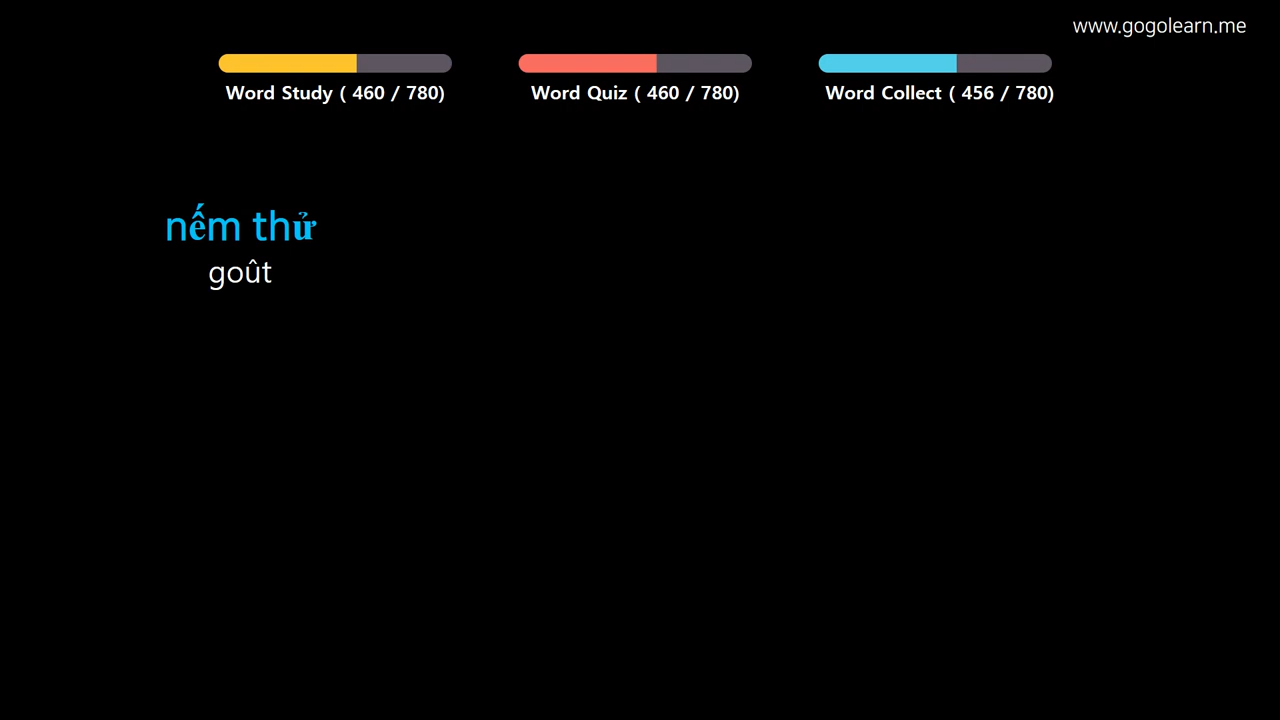 www.gogolearn.me
Word Study ( 460 / 780)
Word Quiz ( 460 / 780)
Word Collect ( 456 / 780)
nếm thử
goût